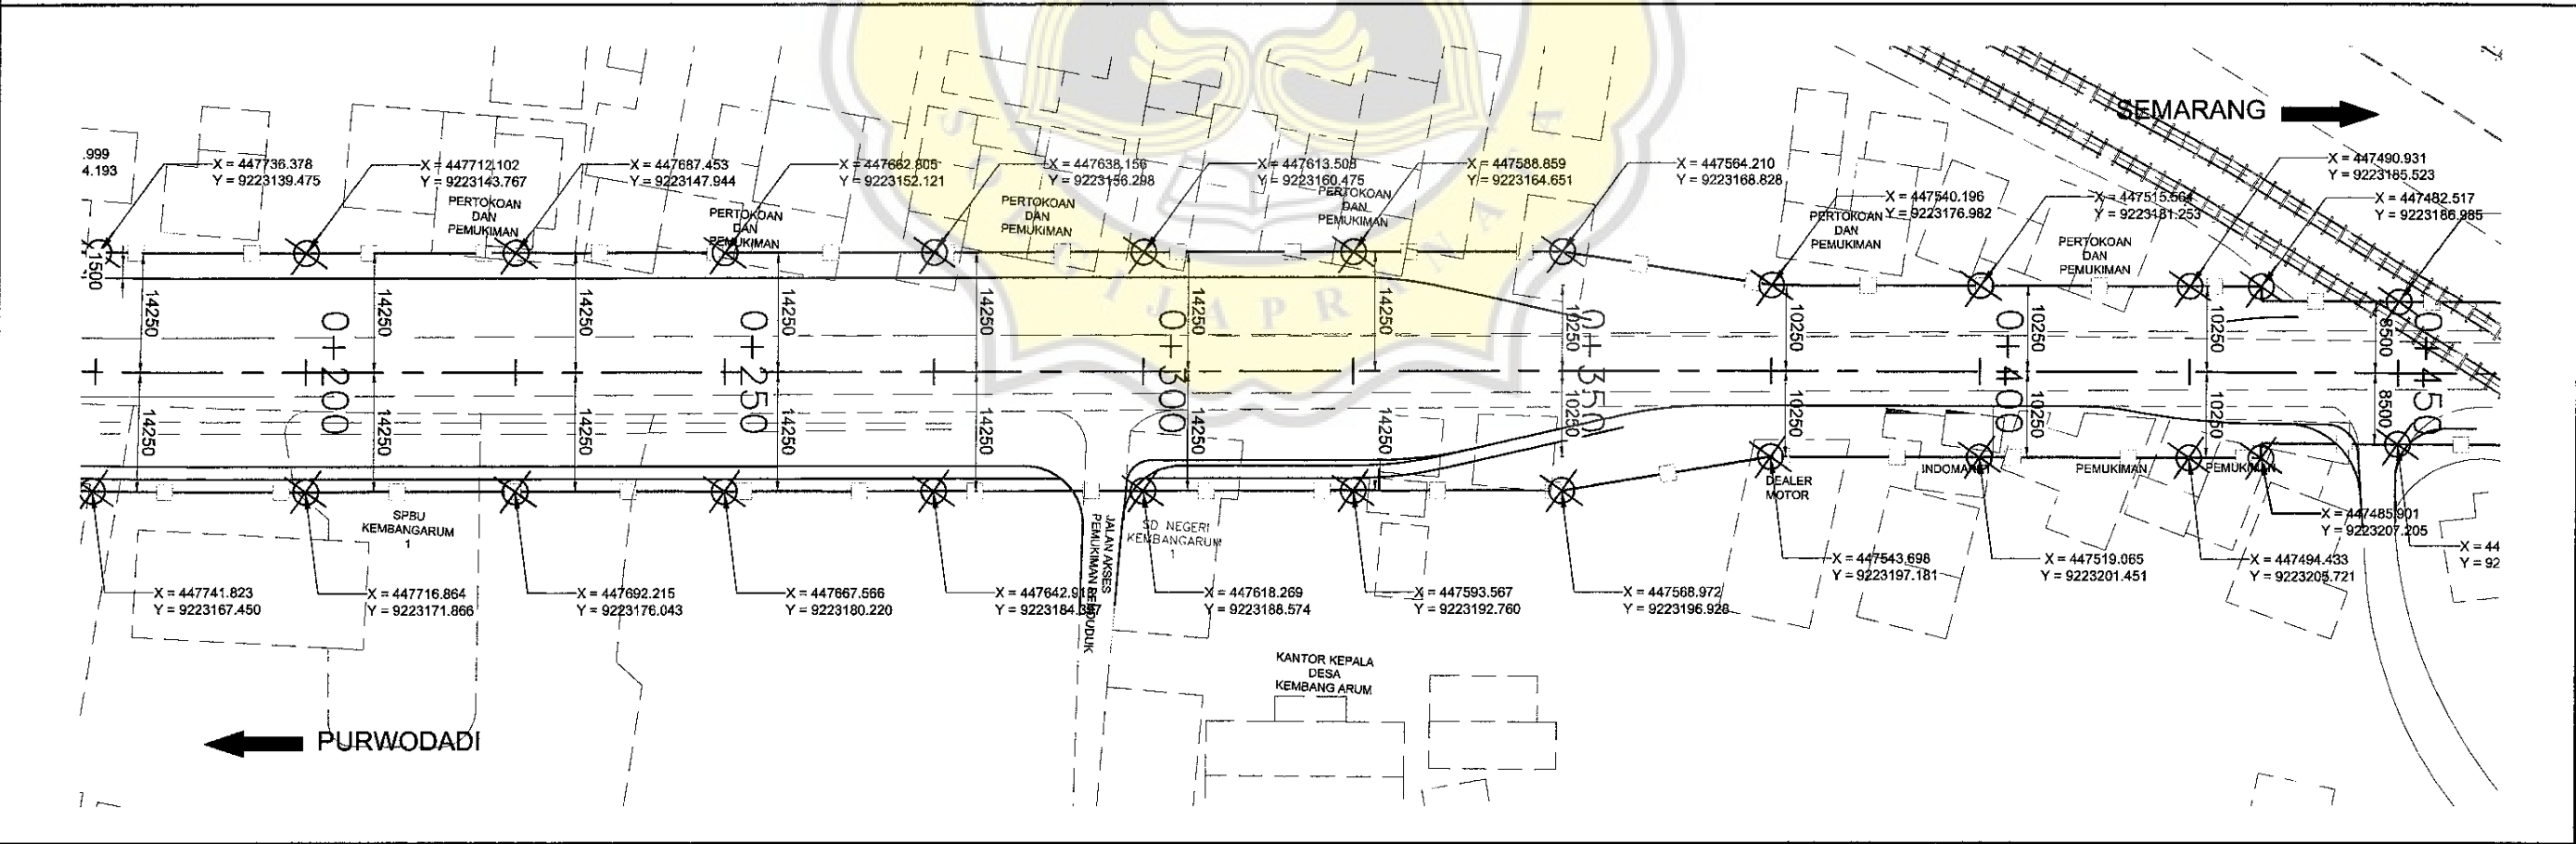 SEMARANG
.999
4.193
X = 447736.378
Y = 9223139.475
X = 447712.102
Y = 9223143.767
X = 447687.453
Y = 9223147.944
X = 447662.805
Y = 9223152.121
X = 447638.156
Y = 9223156.298
X = 447613.508
Y = 9223160.475
X = 447588.859
Y = 9223164.651
X = 447564.210
Y = 9223168.828
X = 447540.196
Y = 9223176.982
X = 447515.564
Y = 9223181.253
X = 447490.931
Y = 9223185.523
X = 447482.517
Y = 9223186.985
PERTOKOAN
DAN
PEMUKIMAN
PERTOKOAN
DAN
PEMUKIMAN
PERTOKOAN
DAN
PEMUKIMAN
PERTOKOAN
DAN
PEMUKIMAN
PERTOKOAN
DAN
PEMUKIMAN
PERTOKOAN
DAN
PEMUKIMAN
1500
14250
14250
14250
14250
14250
14250
14250
10250
10250
10250
10250
8500
0+200
0+250
0+300
0+350
0+400
0+450
14250
14250
14250
14250
14250
14250
14250
10250
10250
10250
10250
8500
SPBU
KEMBANGARUM
1
JALAN AKSES
PEMUKIMAN PENDUDUK
SD NEGERI
KEMBANGARUM
1
DEALER
MOTOR
INDOMARET
PEMUKIMAN
PEMUKIMAN
X = 447741.823
Y = 9223167.450
X = 447716.864
Y = 9223171.866
X = 447692.215
Y = 9223176.043
X = 447667.566
Y = 9223180.220
X = 447618.269
Y = 9223188.574
X = 447593.567
Y = 9223192.760
X = 447568.972
Y = 9223196.928
X = 447543.698
Y = 9223197.181
X = 447519.065
Y = 9223201.451
X = 447494.433
Y = 9223205.721
X = 447485.901
Y = 9223207.205
X = 44
Y = 92
KANTOR KEPALA
DESA
KEMBANG ARUM
PURWODADI